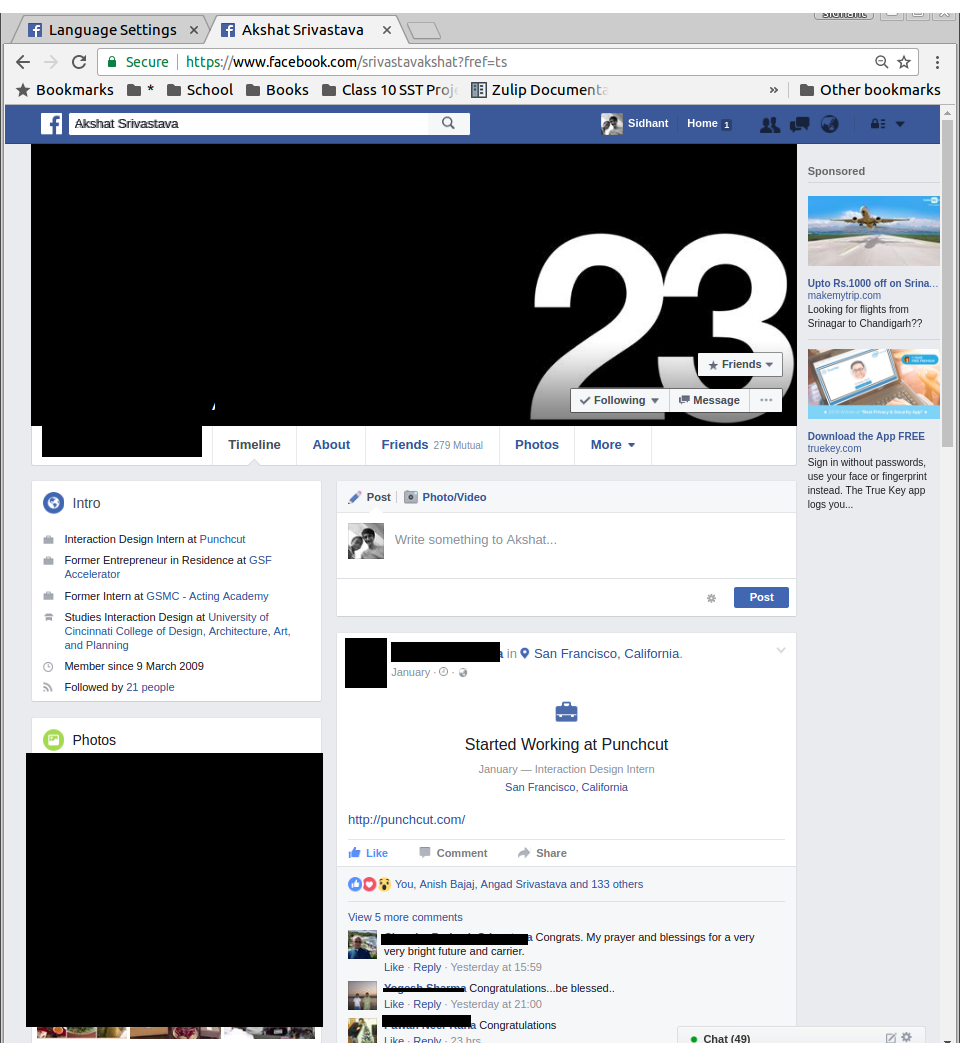 sidhant
Language Settings
Akshat Srivastava
Secure
https://www.facebook.com/srivastavakshat?fref=ts
Bookmarks
*
School
Books
Class 10 SST Proj
Zulip Documenta
»
Other bookmarks
Akshat Srivastava
Sidhant
Home 1
23
Friends
Following
Message
Timeline
About
Friends 279 Mutual
Photos
More
Sponsored
Upto Rs.1000 off on Srina...
makemytrip.com
Looking for flights from
Srinagar to Chandigarh??
Download the App FREE
truekey.com
Sign in without passwords,
use your face or fingerprint
instead. The True Key app
logs you...
Intro
Interaction Design Intern at Punchcut
Former Entrepreneur in Residence at GSF
Accelerator
Former Intern at GSMC - Acting Academy
Studies Interaction Design at University of
Cincinnati College of Design, Architecture, Art,
and Planning
Member since 9 March 2009
Followed by 21 people
Photos
Post
Photo/Video
Write something to Akshat...
Post
in San Francisco, California.
January
Started Working at Punchcut
January — Interaction Design Intern
San Francisco, California
http://punchcut.com/
Like
Comment
Share
You, Anish Bajaj, Angad Srivastava and 133 others
View 5 more comments
Congrats. My prayer and blessings for a very
very bright future and carrier.
Like · Reply · Yesterday at 15:59
Congratulations...be blessed..
Like · Reply · Yesterday at 21:00
Congratulations
Like · Reply · 23 hrs
Chat (49)